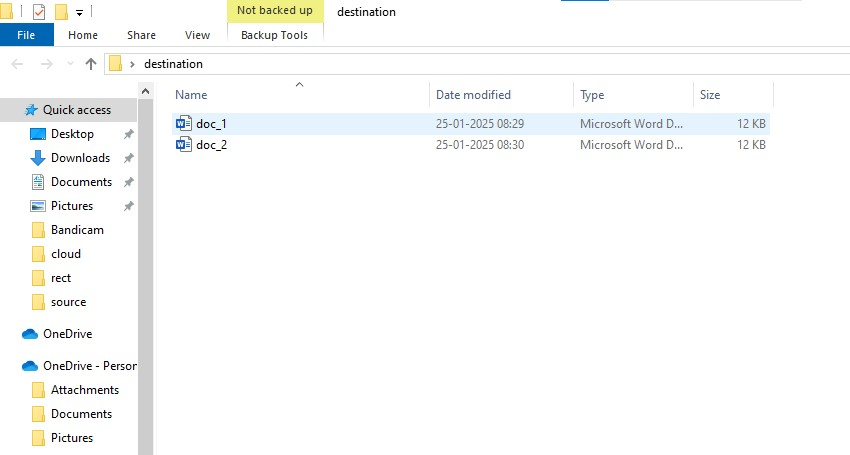 Not backed up destination
File Home Share View Backup Tools
destination
Name Date modified Type Size
Quick access
doc_1 25-01-2025 08:29 Microsoft Word D... 12 KB
Desktop
doc_2 25-01-2025 08:30 Microsoft Word D... 12 KB
Downloads
Documents
Pictures
Bandicam
cloud
rect
source
OneDrive
OneDrive - Person
Attachments
Documents
Pictures